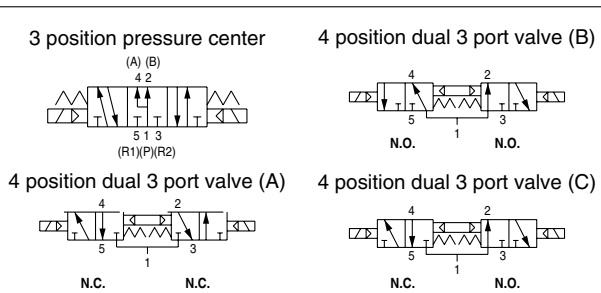 3 position pressure center
(A) (B)
4 2
5 1 3
(R1)(P)(R2)
4 position dual 3 port valve (B)
4 2
5 3
1
N.O. N.O.
4 position dual 3 port valve (A)
4 2
5 3
1
N.C. N.C.
4 position dual 3 port valve (C)
4 2
5 3
1
N.C. N.O.